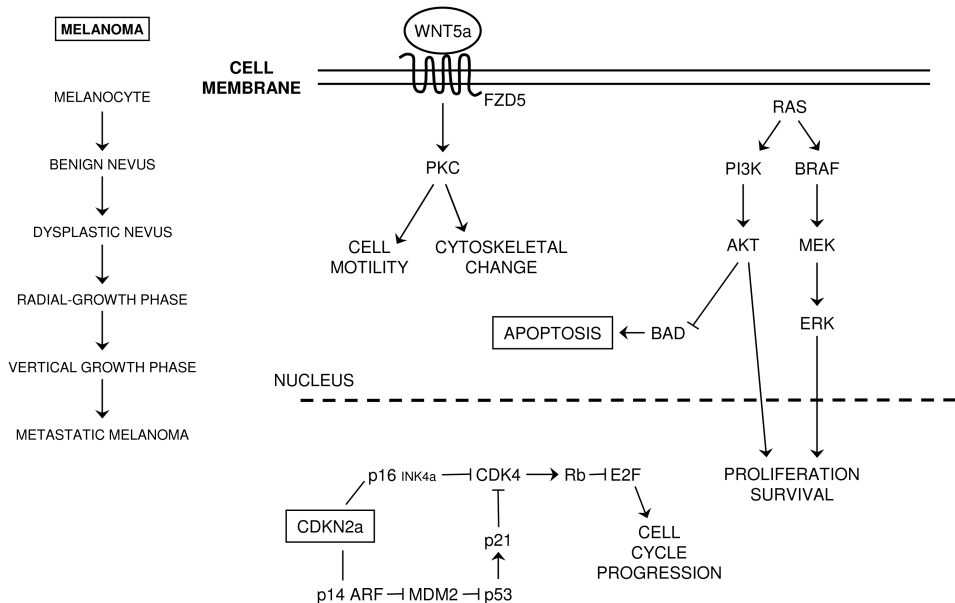 MELANOMA
MELANOCYTE
BENIGN NEVUS
DYSPLASTIC NEVUS
RADIAL-GROWTH PHASE
VERTICAL GROWTH PHASE
METASTATIC MELANOMA
WNT5a
CELL
MEMBRANE
FZD5
PKC
CELL
MOTILITY
CYTOSKELETAL
CHANGE
RAS
PI3K
BRAF
AKT
MEK
APOPTOSIS
BAD
ERK
NUCLEUS
PROLIFERATION
SURVIVAL
p16 INK4a
CDK4
Rb
E2F
CDKN2a
p21
CELL
CYCLE
PROGRESSION
p14 ARF
MDM2
p53